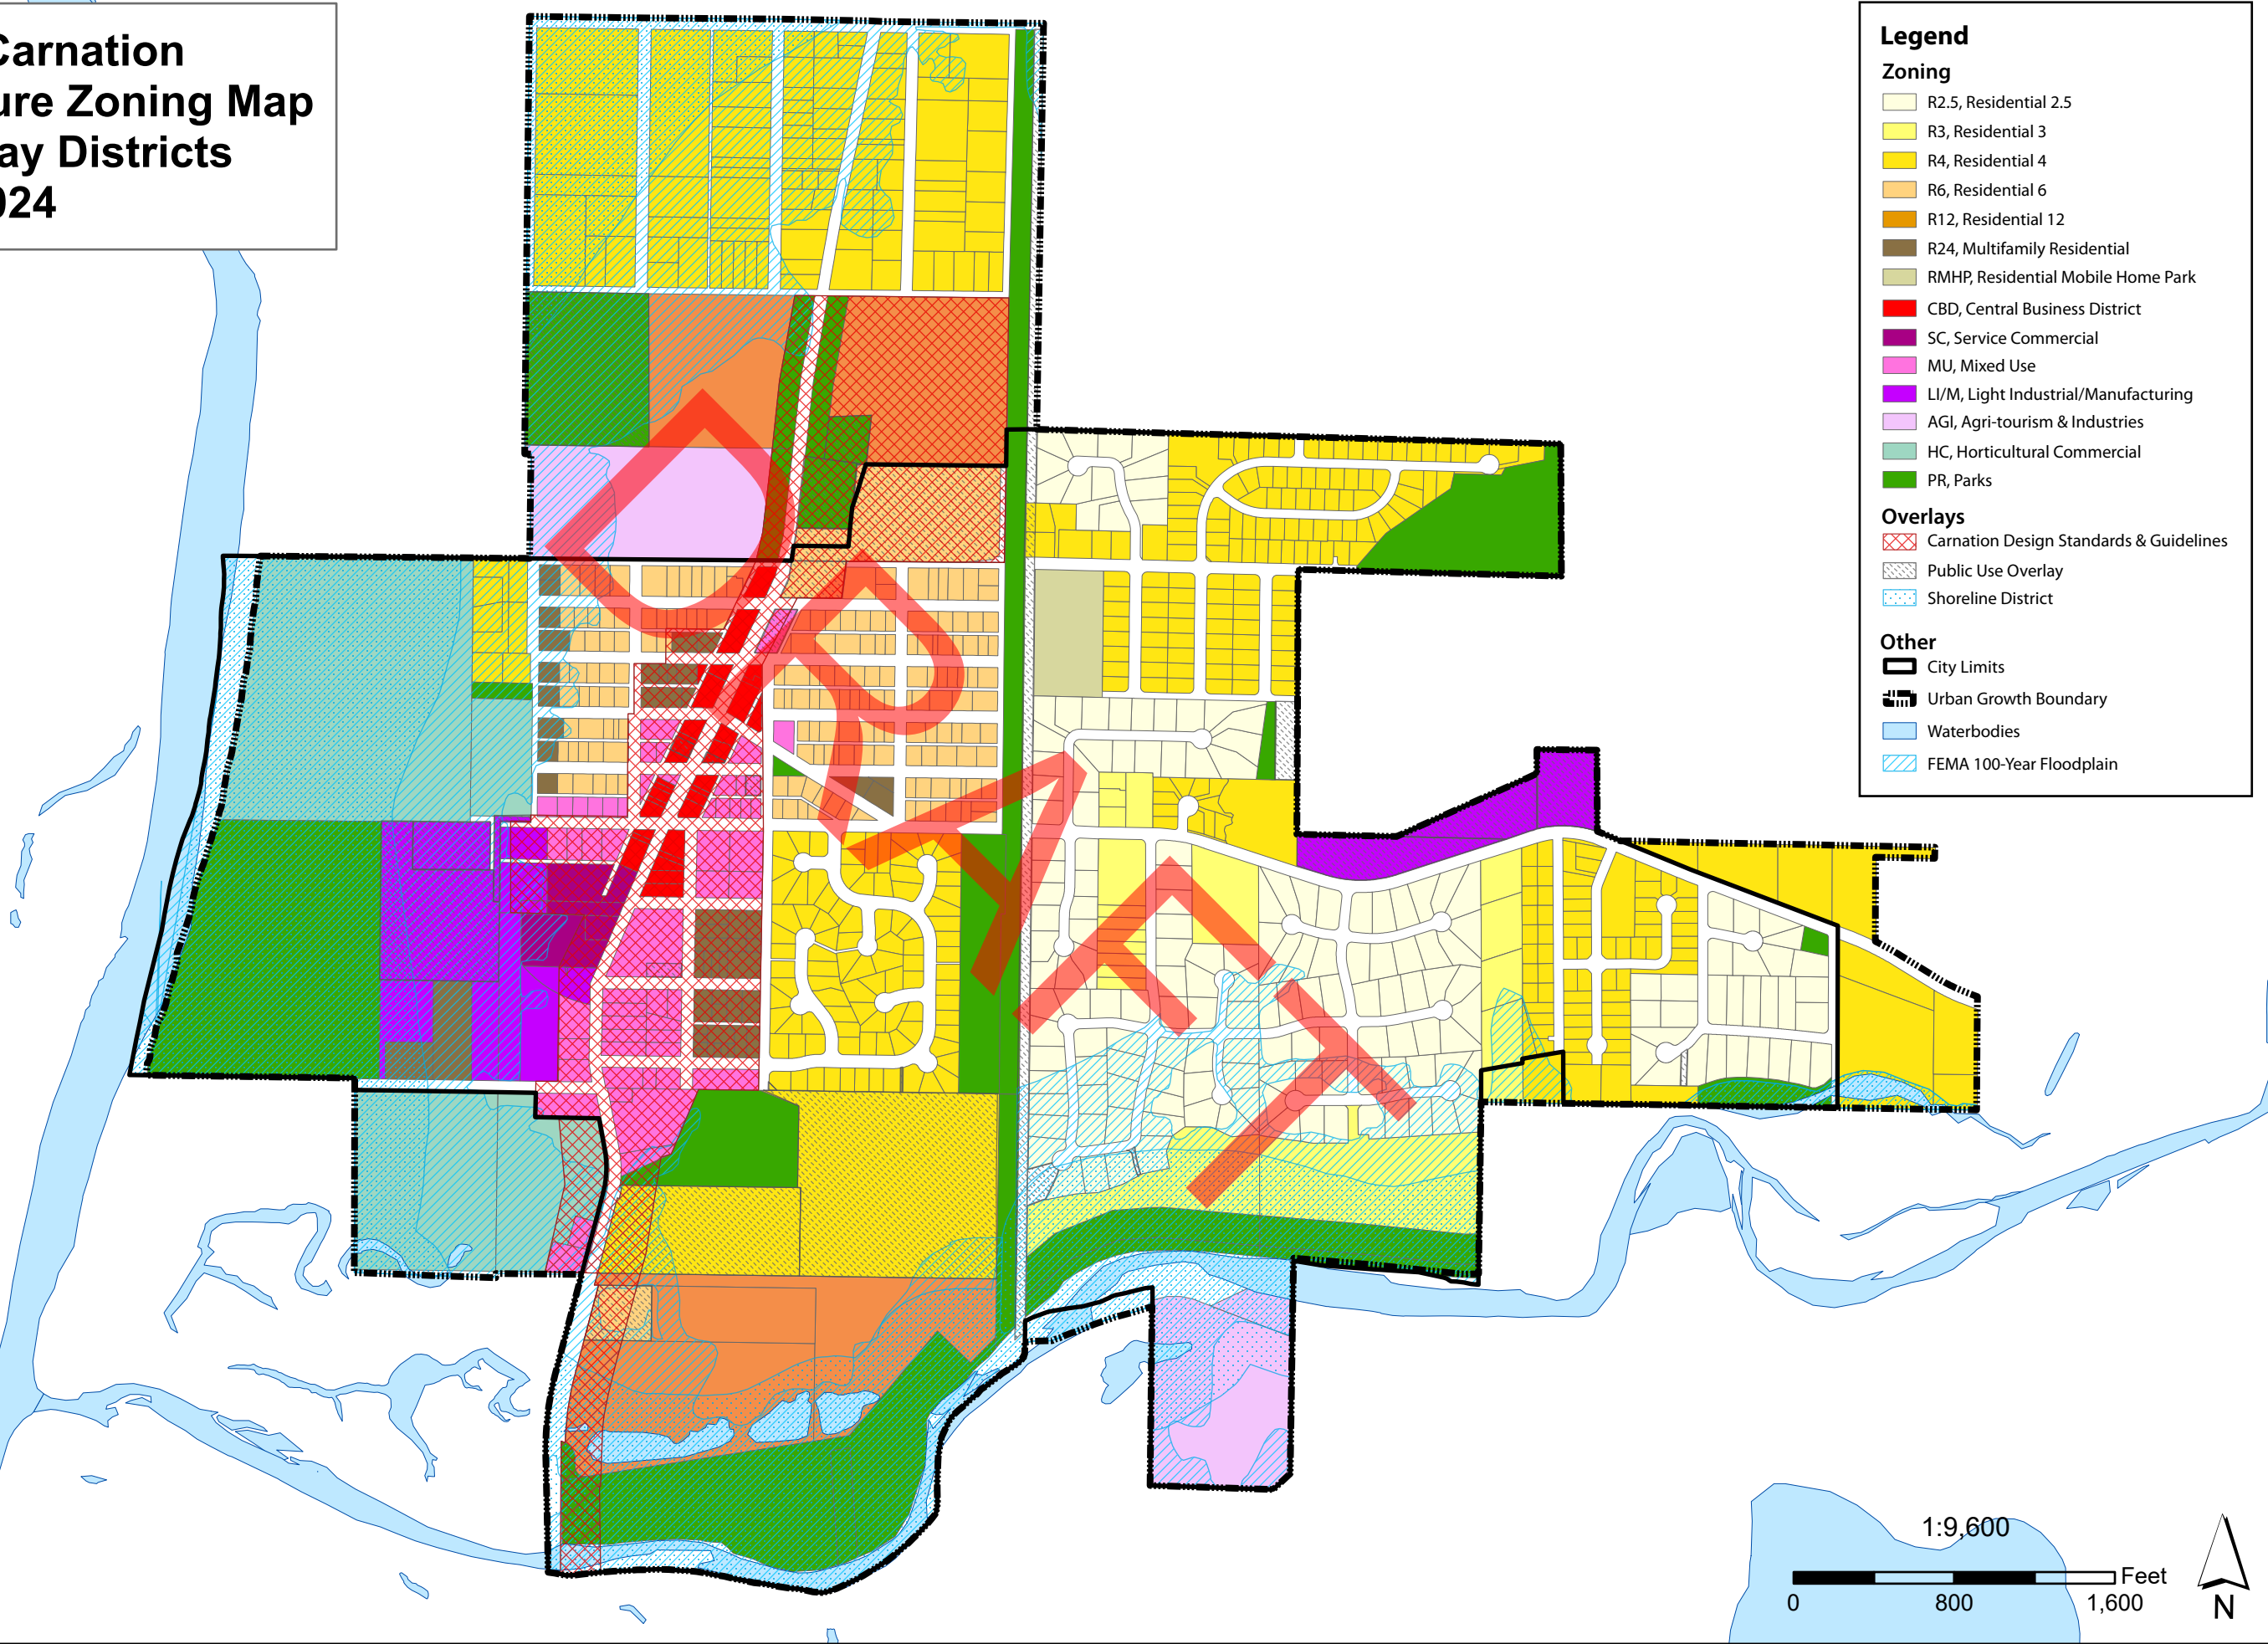 Carnation
ure Zoning Map
ay Districts
024
Legend
Zoning
R2.5, Residential 2.5
R3, Residential 3
R4, Residential 4
R6, Residential 6
R12, Residential 12
R24, Multifamily Residential
RMHP, Residential Mobile Home Park
CBD, Central Business District
SC, Service Commercial
MU, Mixed Use
LI/M, Light Industrial/Manufacturing
AGI, Agri-tourism & Industries
HC, Horticultural Commercial
PR, Parks
Overlays
Carnation Design Standards & Guidelines
Public Use Overlay
Shoreline District
Other
City Limits
Urban Growth Boundary
Waterbodies
FEMA 100-Year Floodplain
DRAFT
1:9,600
Feet
0 800 1,600
N